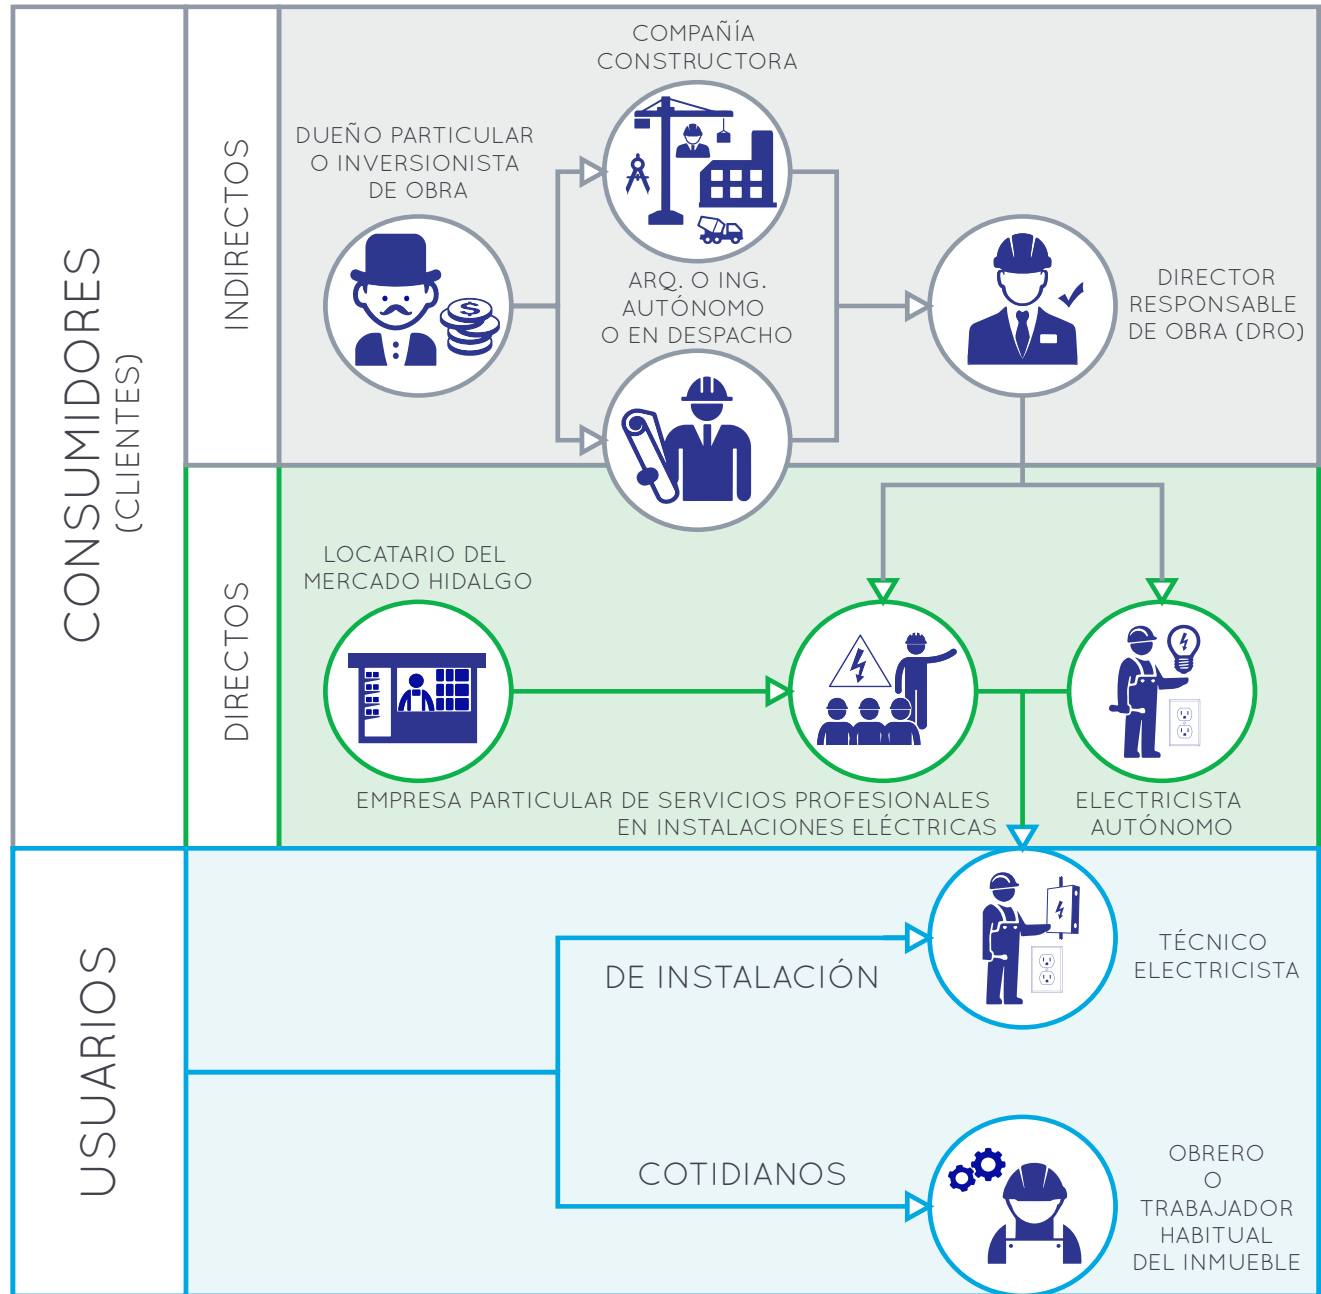 CONSUMIDORES
(CLIENTES)
INDIRECTOS
DUEÑO PARTICULAR
O INVERSIONISTA
DE OBRA
COMPAÑÍA
CONSTRUCTORA
ARQ. O ING.
AUTÓNOMO
O EN DESPACHO
DIRECTOR
RESPONSABLE
DE OBRA (DRO)
DIRECTOS
LOCATARIO DEL
MERCADO HIDALGO
EMPRESA PARTICULAR DE SERVICIOS PROFESIONALES
EN INSTALACIONES ELÉCTRICAS
ELECTRICISTA
AUTÓNOMO
USUARIOS
DE INSTALACIÓN
TÉCNICO
ELECTRICISTA
COTIDIANOS
OBRERO
O
TRABAJADOR
HABITUAL
DEL INMUEBLE